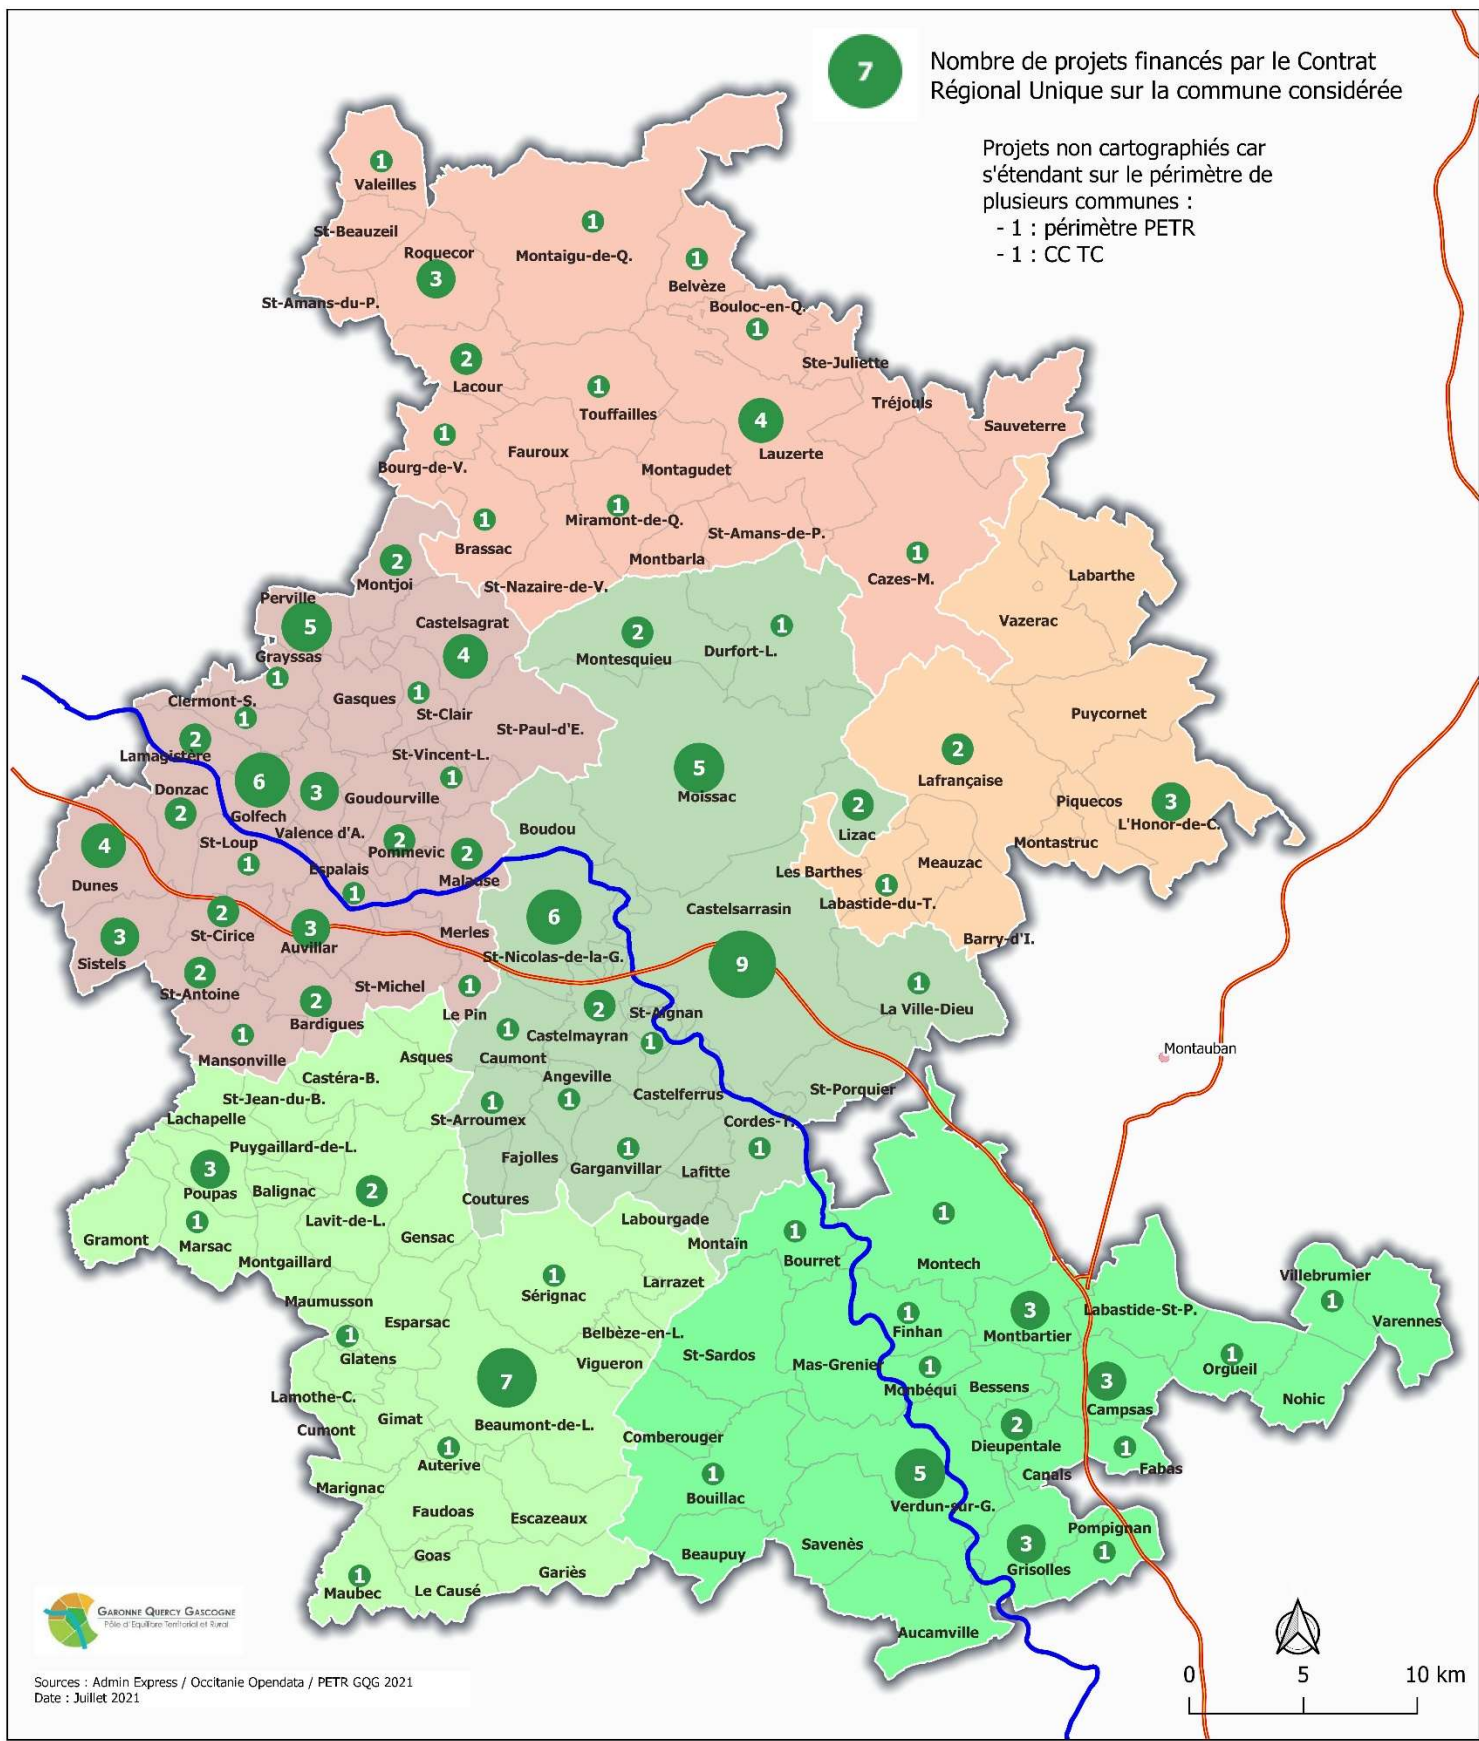 7
Nombre de projets financés par le Contrat
Régional Unique sur la commune considérée
Projets non cartographiés car
s'étendant sur le périmètre de
plusieurs communes :
- 1 : périmètre PETR
- 1 : CC TC
1
Valeilles
St-Beauzeil
Roquecor
3
St-Amans-du-P.
1
Montaigu-de-Q.
1
Belvèze
Bouloc-en-Q.
1
Ste-Juliette
2
Lacour
1
Touffailles
Tréjouls
4
Lauzerte
Sauveterre
1
Bourg-de-V.
Fauroux
Montagudet
1
Miramont-de-Q.
1
Brassac
St-Amans-de-P.
Montbarla
St-Nazaire-de-V.
1
Cazes-M.
Labarthe
Vazerac
2
Montjoi
Perville
5
Grayssas
1
Castelsagrat
4
2
Montesquieu
1
Durfort-L.
Clermont-S.
1
Gasques
1
St-Clair
St-Paul-d'E.
Puycornet
2
Lamagistère
St-Vincent-L.
1
5
Moissac
2
Lafrançaise
Donzac
2
6
Golfech
3
Valence d'A.
Goudourville
2
Lizac
Piquecos
3
L'Honor-de-C.
Montastruc
4
Dunes
St-Loup
1
Espalais
1
2
Pommevic
2
Malause
Boudou
Les Barthes
Meauzac
1
Labastide-du-T.
Barry-d'I.
3
Sistels
2
St-Cirice
3
Auvillar
Merles
6
St-Nicolas-de-la-G.
Castelsarrasin
9
2
St-Antoine
2
Bardigues
St-Michel
1
Le Pin
1
La Ville-Dieu
1
Mansonville
1
Caumont
2
Castelmayran
St-Aignan
1
Montauban
Asques
Castéra-B.
St-Jean-du-B.
Lachapelle
Angeville
1
Castelferrus
St-Porquier
1
St-Arroumex
Cordes-T.
1
Puygaillard-de-L.
3
Poupas
Balignac
2
Lavit-de-L.
Fajolles
1
Garganvillar
Lafitte
Coutures
Gramont
1
Marsac
Montgaillard
Gensac
Labourgade
Montaïn
1
Bourret
1
Montech
Maumusson
1
Sérignac
Larrazet
Villebrumier
1
Varennes
Esparsac
1
Glatens
Belbèze-en-L.
Vigueron
St-Sardos
Mas-Grenier
1
Finhan
3
Montbartier
Labastide-St-P.
1
Orgueil
Nohic
1
Monbéqui
Bessens
3
Campsas
Lamothe-C.
Cumont
Gimat
7
Beaumont-de-L.
Comberouger
2
Dieupentale
1
Fabas
1
Auterive
Canals
Marignac
1
Bouillac
5
Verdun-sur-G.
Faudoas
Escazeaux
Savenès
3
Grisolles
Pompignan
1
Goas
Beaupuy
1
Maubec
Le Causé
Gariès
Aucamville
GARONNE QUERCY GASCOGNE
Pôle d'Equilibre Territorial et Rural
Sources : Admin Express / Occitanie Opendata / PETR GQG 2021
Date : Juillet 2021
0 5 10 km